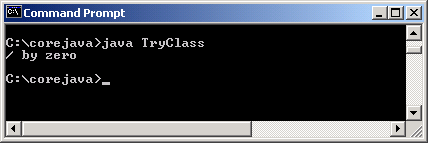 Command Prompt
C:\corejava>java TryClass
/ by zero
C:\corejava>_